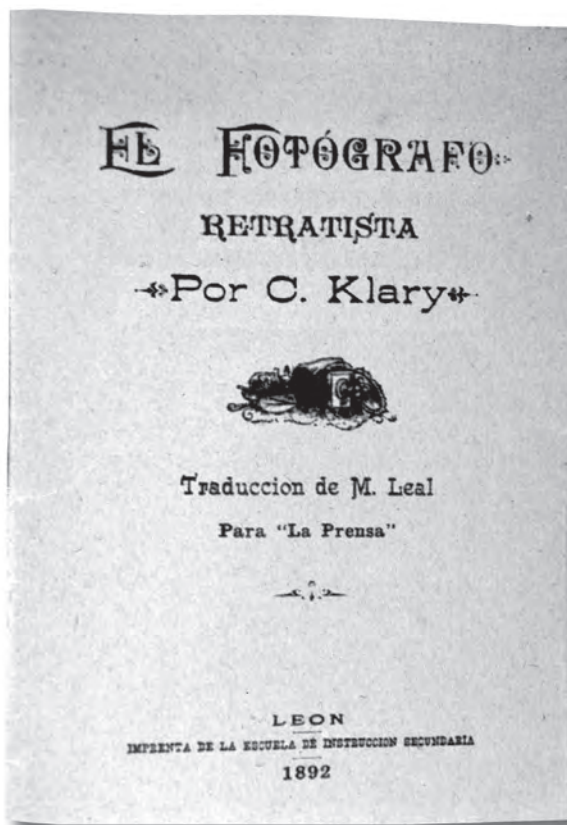 EL FOTÓGRAFO
RETRATISTA
Por C. Klary
Traduccion de M. Leal
Para "La Prensa"
LEON
IMPRENTA DE LA ESCUELA DE INSTRUCCION SECUNDARIA
1892